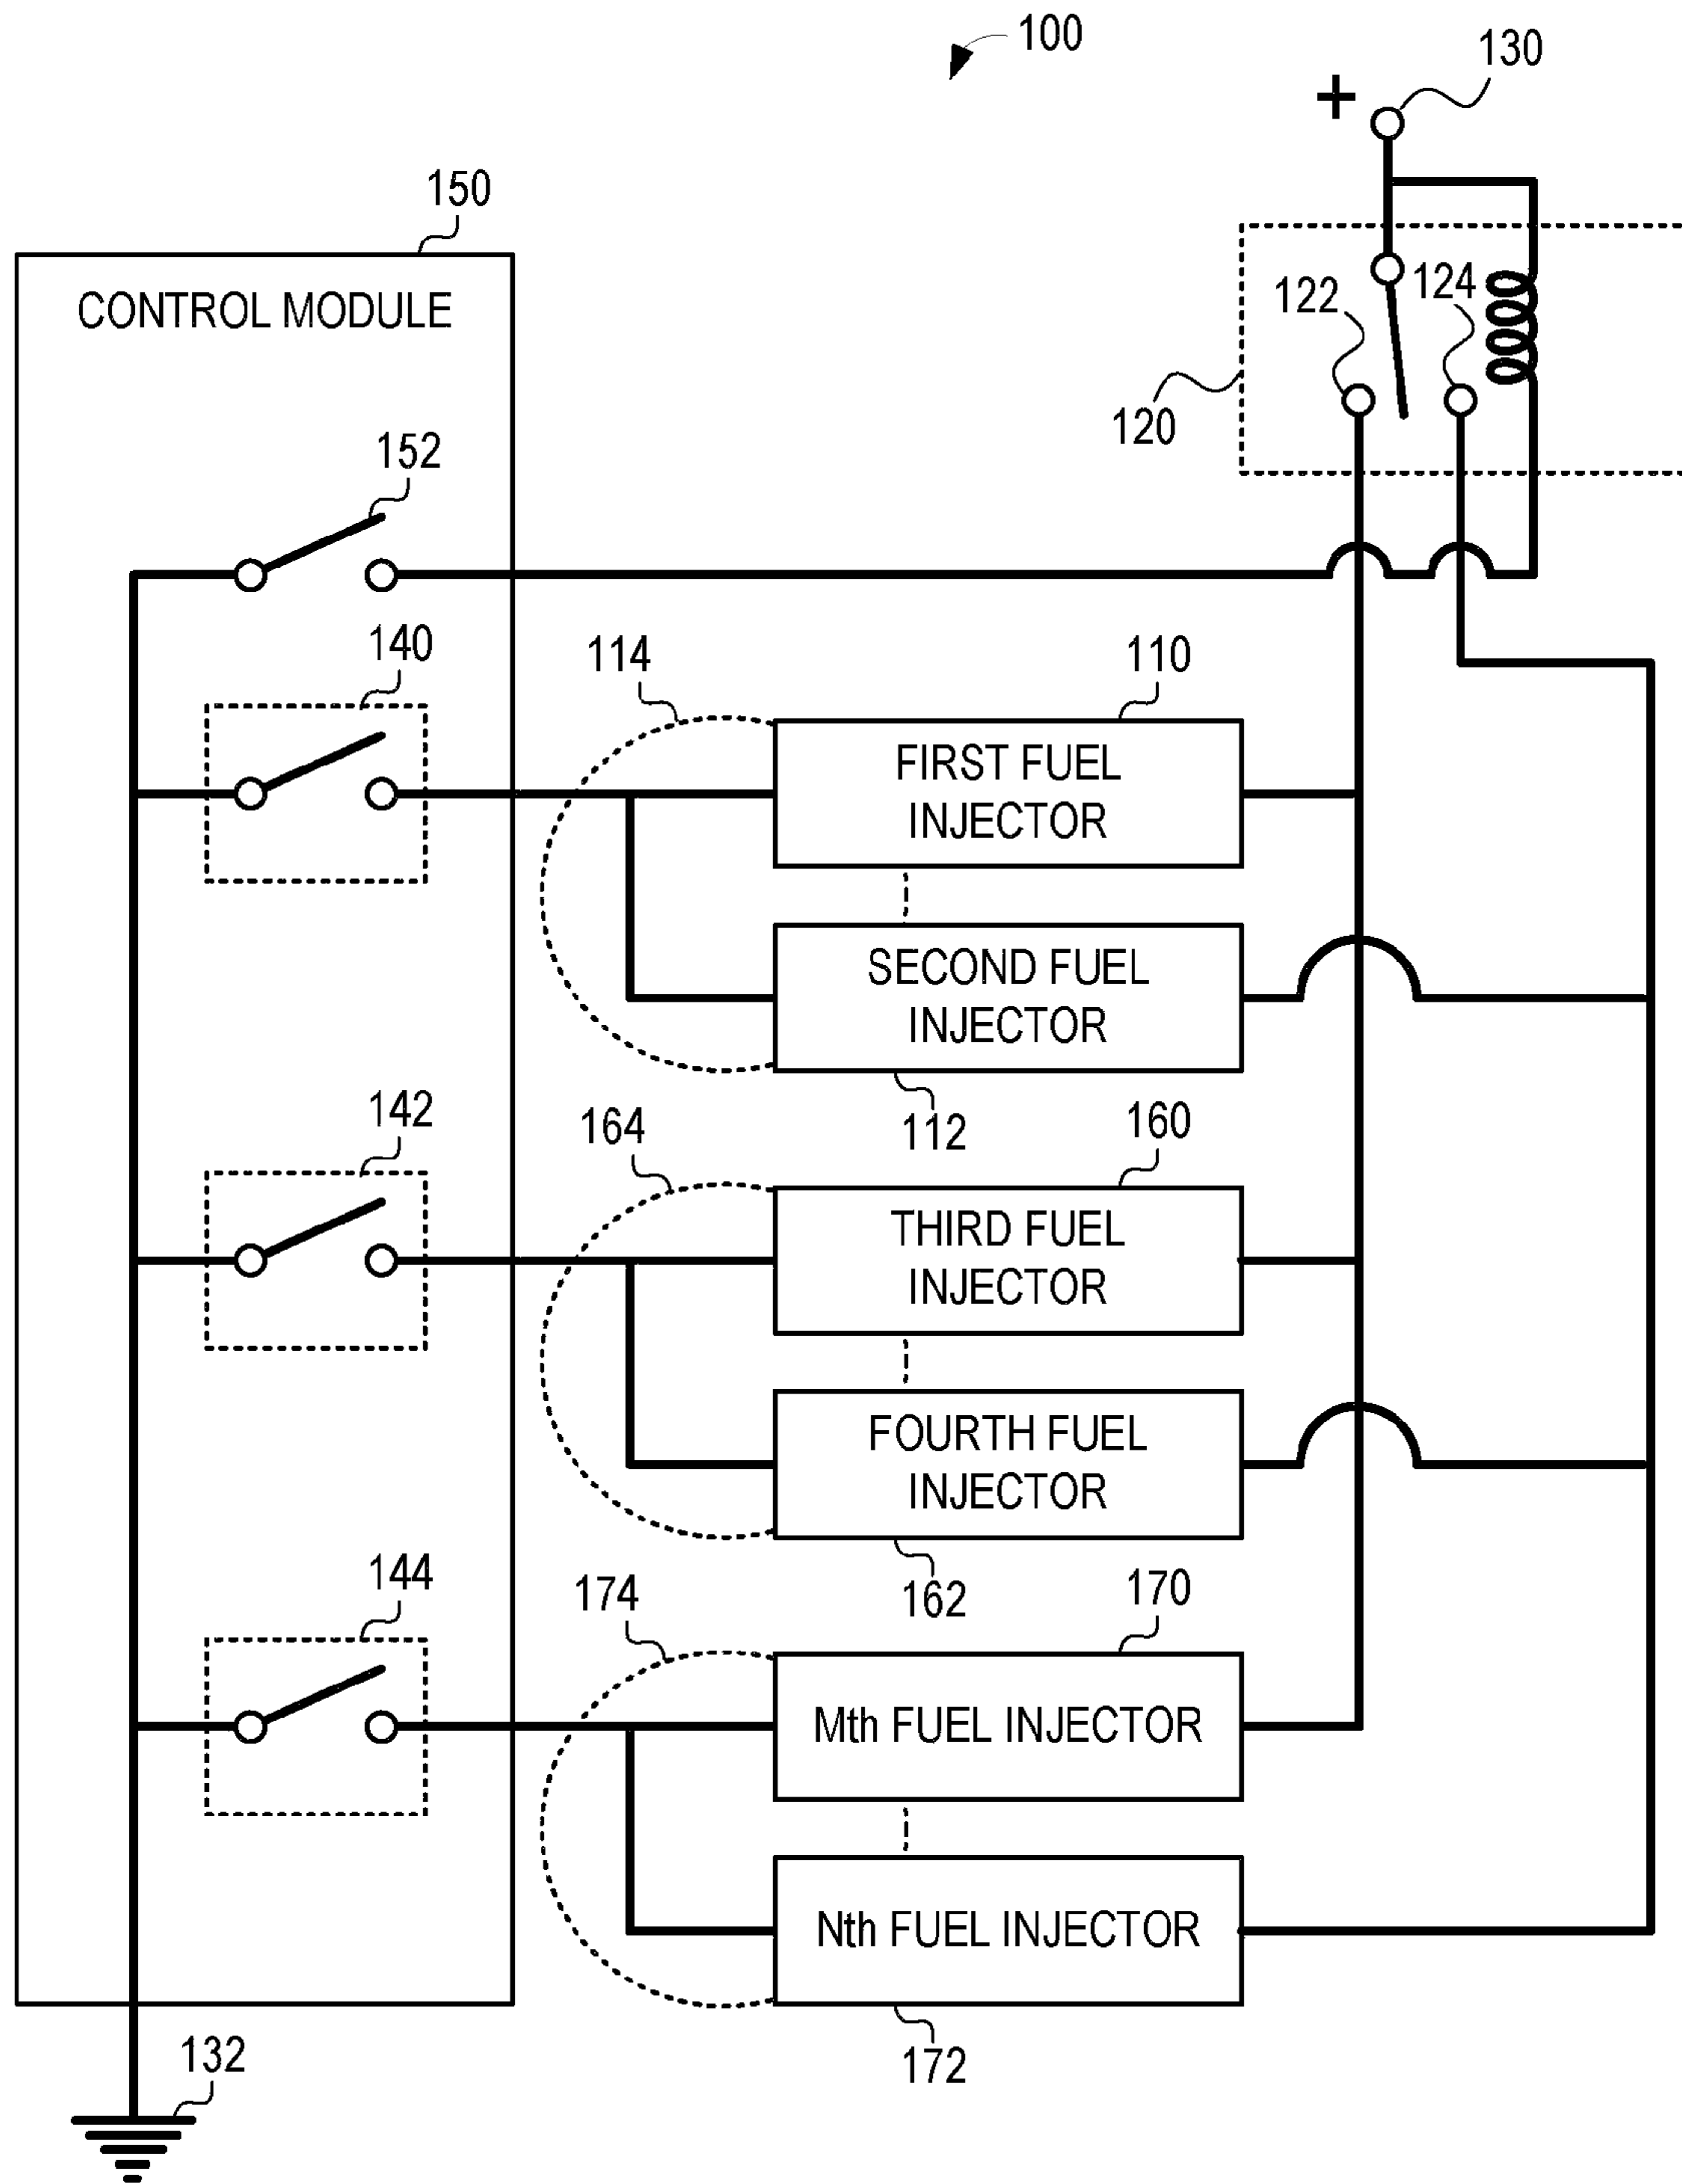 100
130
+
150
CONTROL MODULE
122
124
120
152
140
114
110
FIRST FUEL
INJECTOR
SECOND FUEL
INJECTOR
112
142
164
160
THIRD FUEL
INJECTOR
FOURTH FUEL
INJECTOR
162
144
174
170
Mth FUEL INJECTOR
Nth FUEL INJECTOR
172
132